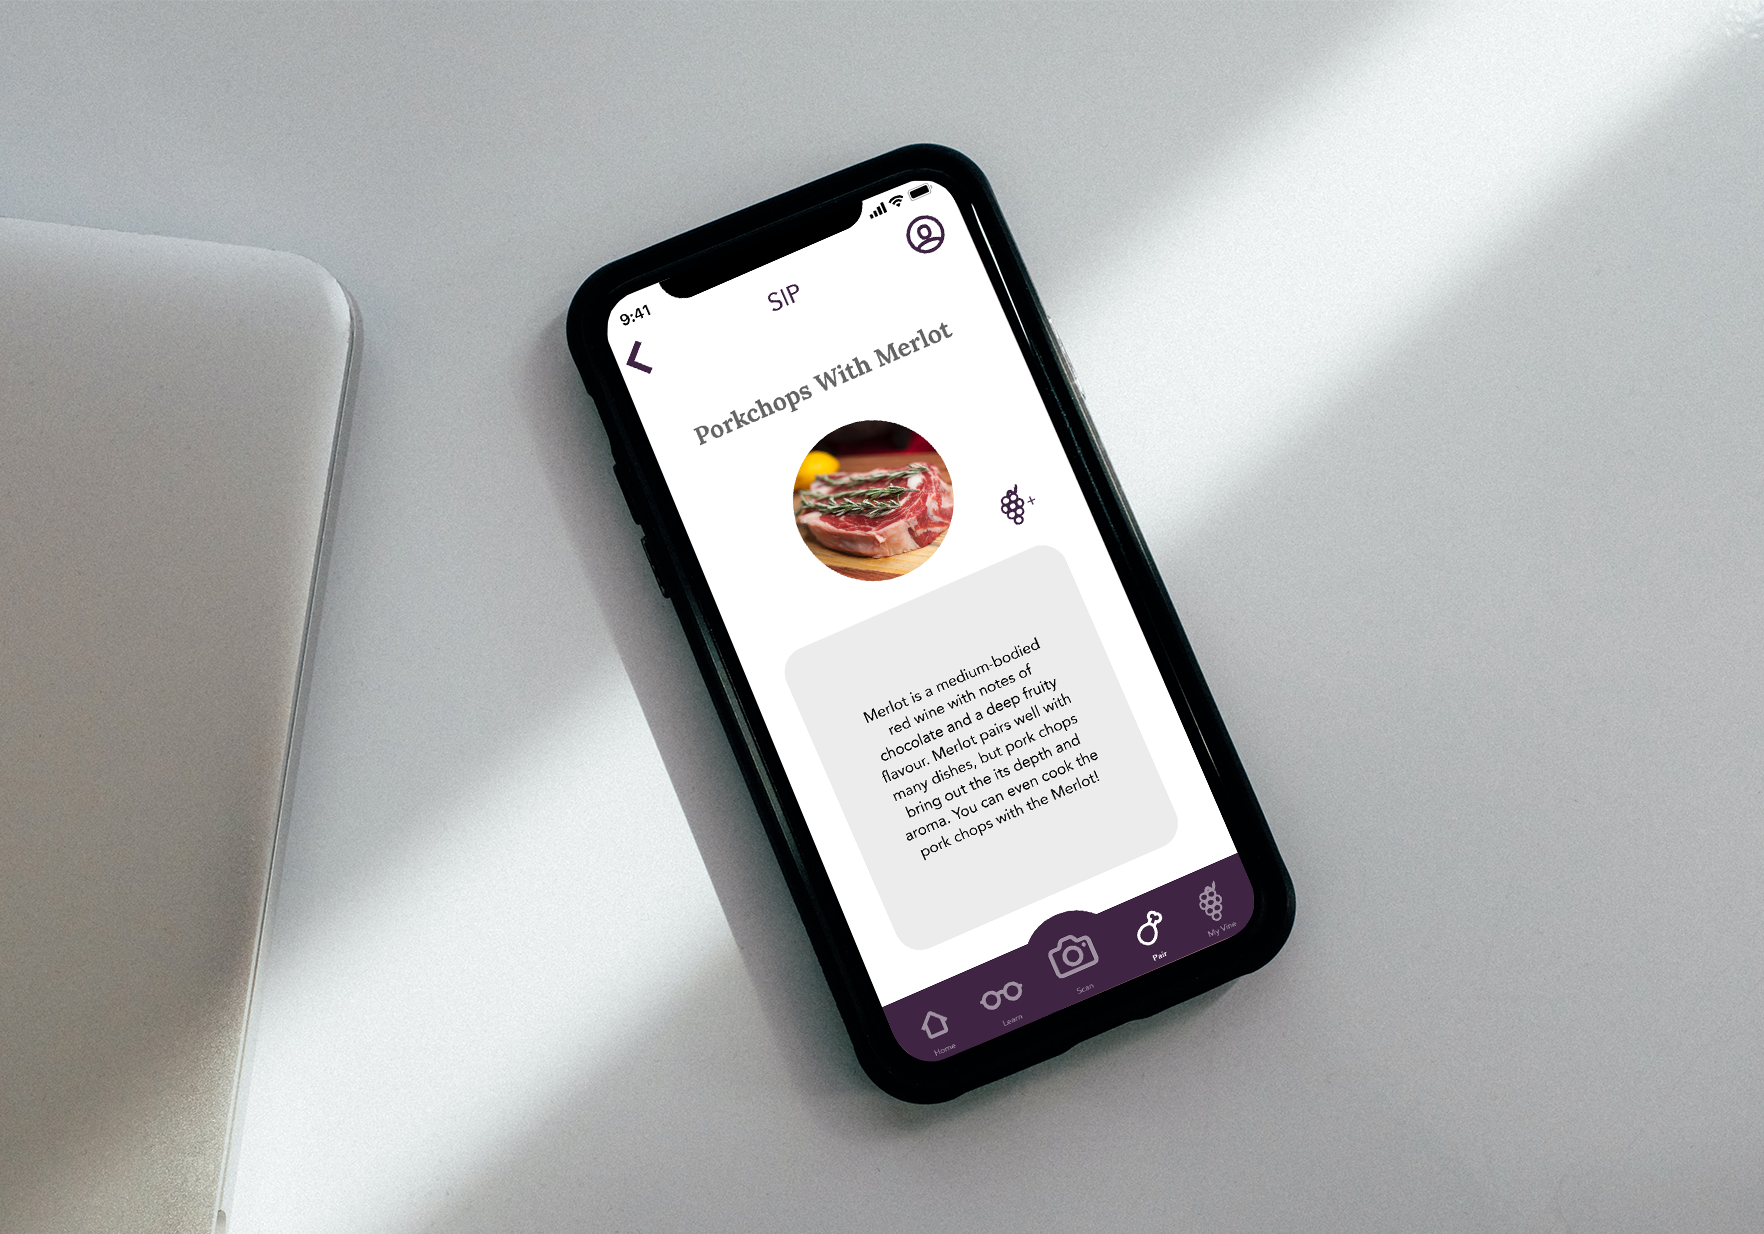 9:41
SIP
Porkchops With Merlot
Merlot is a medium-bodied
red wine with notes of
chocolate and a deep fruity
flavour. Merlot pairs well with
many dishes, but pork chops
bring out the its depth and
aroma. You can even cook the
pork chops with the Merlot!
Home
Learn
Scan
Pair
My Vine